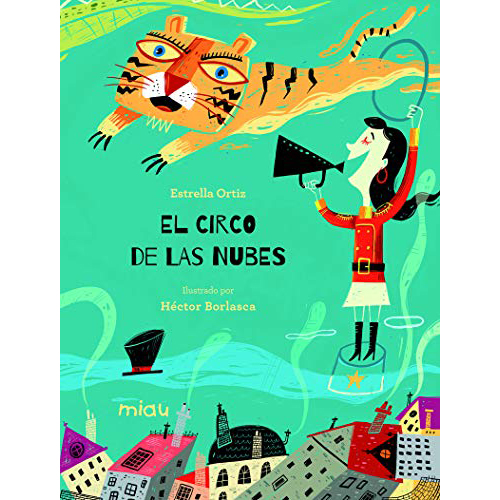 Estrella Ortiz
EL CIRCO
DE LAS NUBES
Ilustrado por
Héctor Borlasca
miau